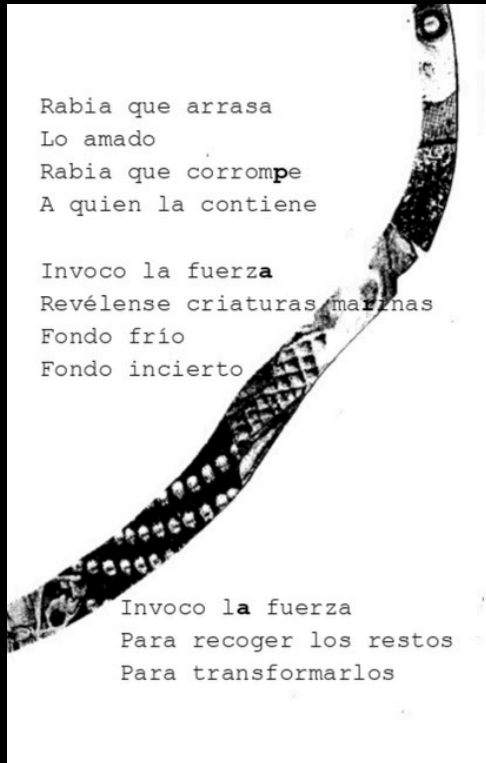 Rabia que arrasa
Lo amado
Rabia que corrompe
A quien la contiene
Invoco la fuerza
Revélense criaturas marinas
Fondo frío
Fondo incierto
Invoco la fuerza
Para recoger los restos
Para transformarlos